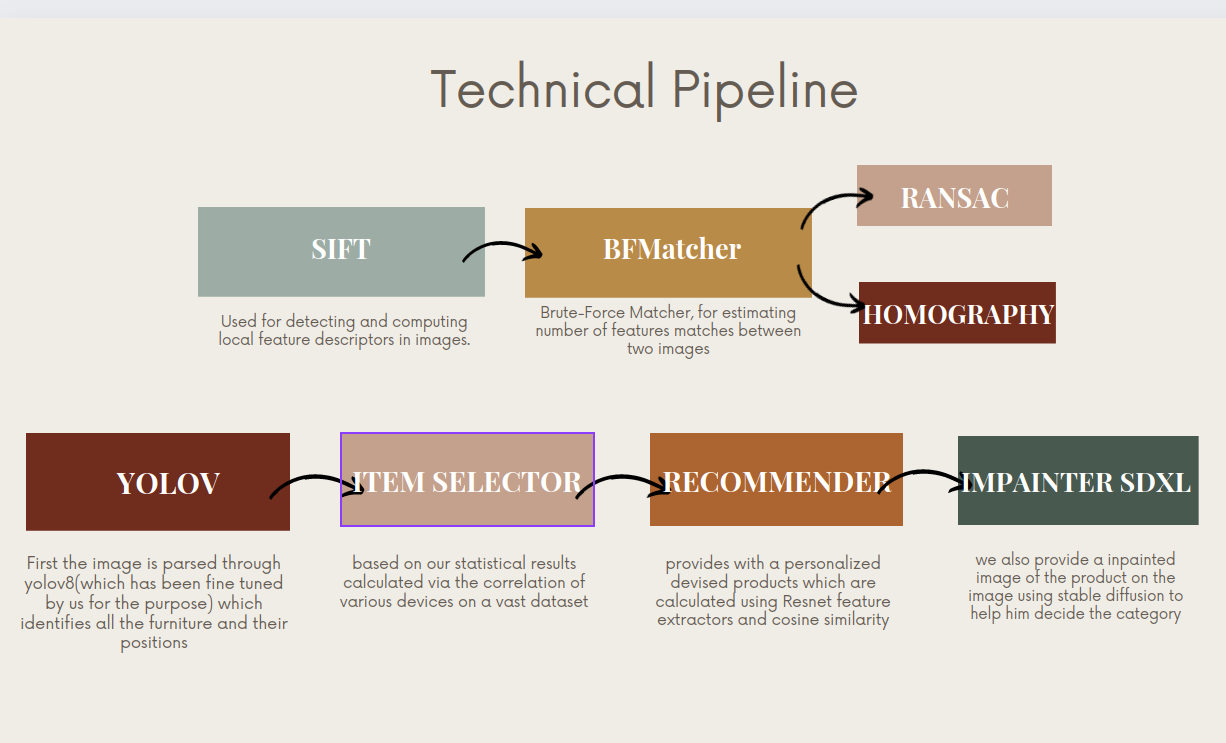 Technical Pipeline
SIFT
BFMatcher
RANSAC
HOMOGRAPHY
Used for detecting and computing
local feature descriptors in images.
Brute-Force Matcher, for estimating
number of features matches between
two images
YOLOV
ITEM SELECTOR
RECOMMENDER
IMPAINTER SDXL
First the image is parsed through
yolov8(which has been fine tuned
by us for the purpose) which
identifies all the furniture and their
positions
based on our statistical results
calculated via the correlation of
various devices on a vast dataset
provides with a personalized
devised products which are
calculated using Resnet feature
extractors and cosine similarity
we also provide a inpainted
image of the product on the
image using stable diffusion to
help him decide the category